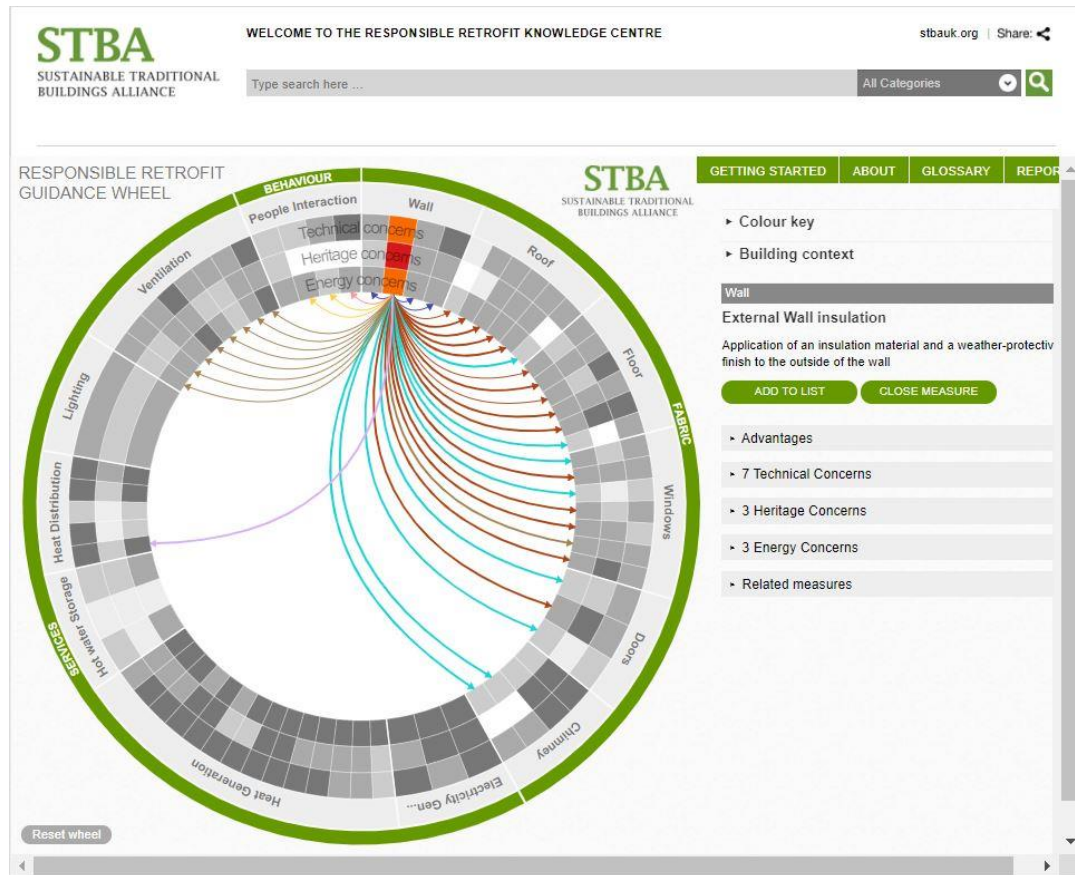 STBA
SUSTAINABLE TRADITIONAL
BUILDINGS ALLIANCE
WELCOME TO THE RESPONSIBLE RETROFIT KNOWLEDGE CENTRE
stbauk.org | Share:
Type search here ...
All Categories
RESPONSIBLE RETROFIT
GUIDANCE WHEEL
STBA
SUSTAINABLE TRADITIONAL
BUILDINGS ALLIANCE
GETTING STARTED
ABOUT
GLOSSARY
REPOR
BEHAVIOUR
People Interaction
Wall
Technical concerns
Heritage concerns
Energy concerns
Roof
Floor
FABRIC
Windows
Doors
Chimney
Electricity Gen...
Heat Generation
SERVICES
Hot water Storage
Heat Distribution
Lighting
Ventilation
Colour key
Building context
Wall
External Wall insulation
Application of an insulation material and a weather-protectiv
finish to the outside of the wall
ADD TO LIST
CLOSE MEASURE
Advantages
7 Technical Concerns
3 Heritage Concerns
3 Energy Concerns
Related measures
Reset wheel